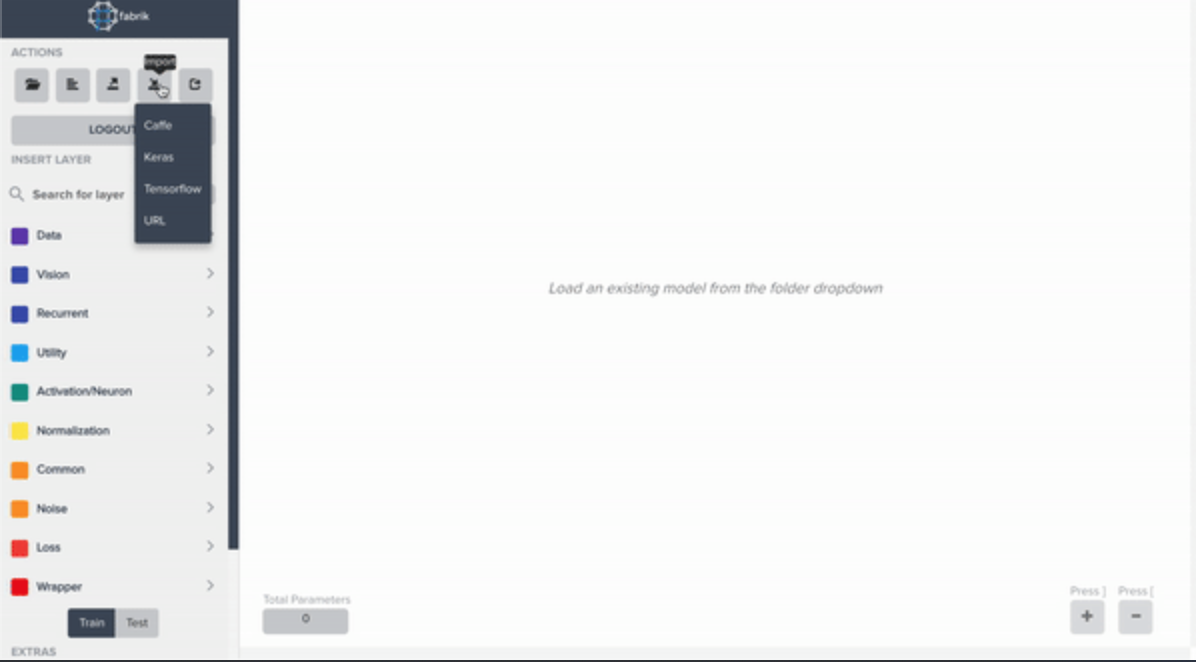 fabrik
ACTIONS
Import
LOGOUT
Caffe
Keras
Tensorflow
URL
INSERT LAYER
Search for layer
Data
Vision
Recurrent
Utility
Activation/Neuron
Normalization
Common
Noise
Loss
Wrapper
Train Test
EXTRAS
Load an existing model from the folder dropdown
Total Parameters
0
Press ] Press [
+ −